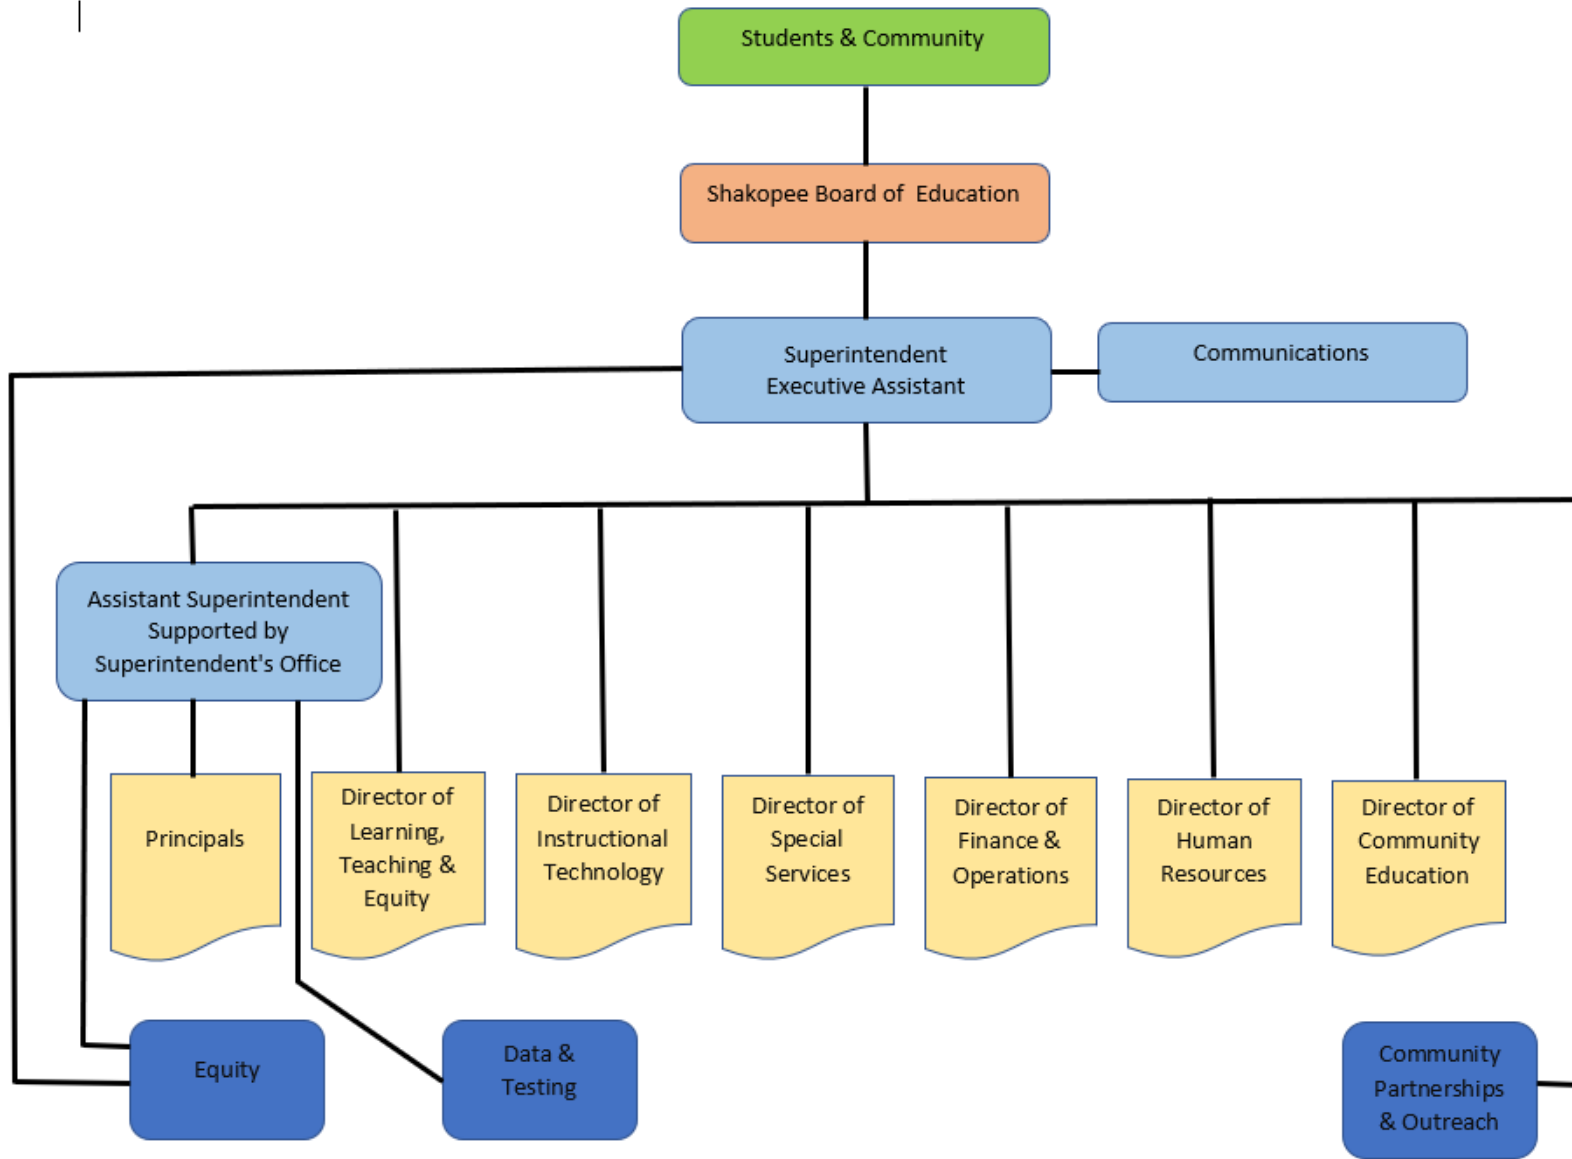 Students & Community
Shakopee Board of  Education
Superintendent
Executive Assistant
Communications
Assistant Superintendent
Supported by
Superintendent's Office
Principals
Director of
Learning,
Teaching &
Equity
Director of
Instructional
Technology
Director of
Special
Services
Director of
Finance &
Operations
Director of
Human
Resources
Director of
Community
Education
Equity
Data &
Testing
Community
Partnerships
& Outreach